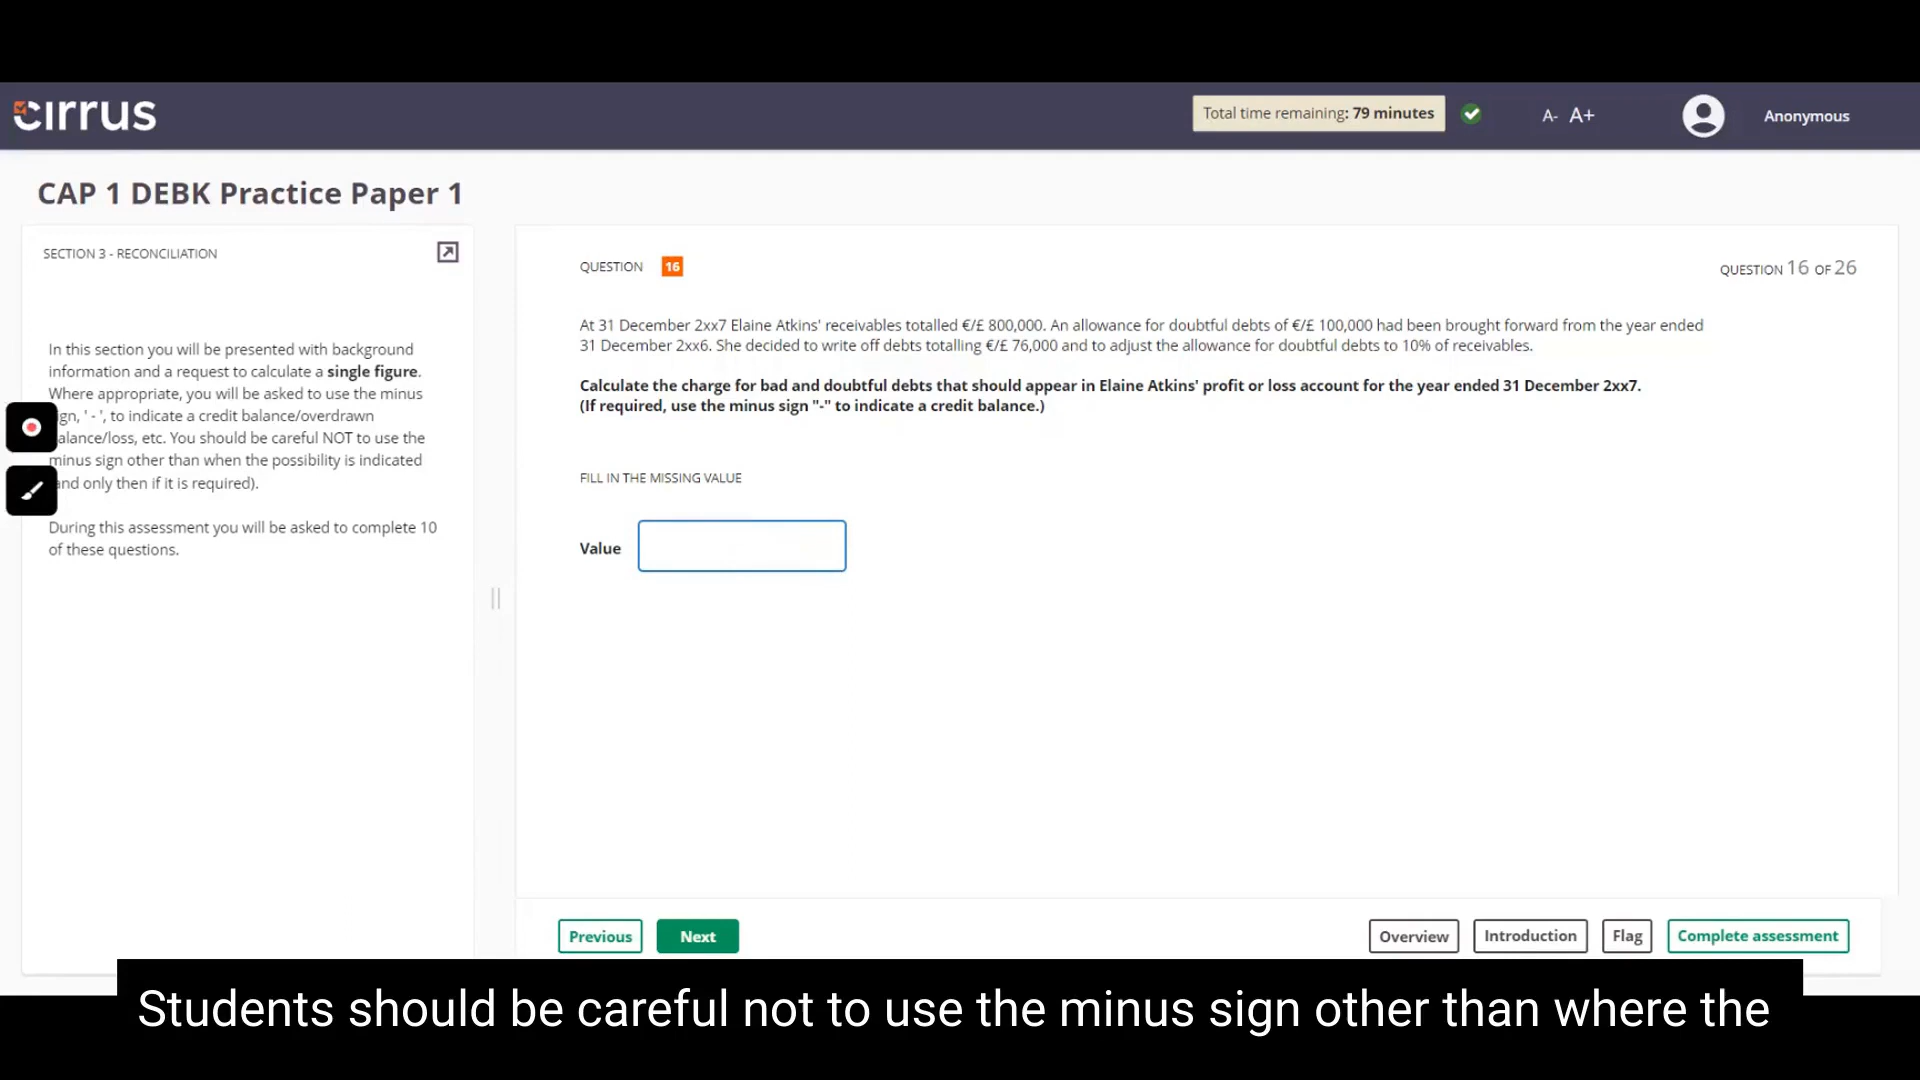 cirrus
Total time remaining: 79 minutes
A- A+
Anonymous
CAP 1 DEBK Practice Paper 1
SECTION 3 - RECONCILIATION
In this section you will be presented with background
information and a request to calculate a single figure.
Where appropriate, you will be asked to use the minus
gn, ' - ', to indicate a credit balance/overdrawn
alance/loss, etc. You should be careful NOT to use the
minus sign other than when the possibility is indicated
and only then if it is required).
During this assessment you will be asked to complete 10
of these questions.
QUESTION 16
QUESTION 16 OF 26
At 31 December 2xx7 Elaine Atkins' receivables totalled €/£ 800,000. An allowance for doubtful debts of €/£ 100,000 had been brought forward from the year ended
31 December 2xx6. She decided to write off debts totalling €/£ 76,000 and to adjust the allowance for doubtful debts to 10% of receivables.
Calculate the charge for bad and doubtful debts that should appear in Elaine Atkins' profit or loss account for the year ended 31 December 2xx7.
(If required, use the minus sign "-" to indicate a credit balance.)
FILL IN THE MISSING VALUE
Value
Previous
Next
Overview
Introduction
Flag
Complete assessment
Students should be careful not to use the minus sign other than where the